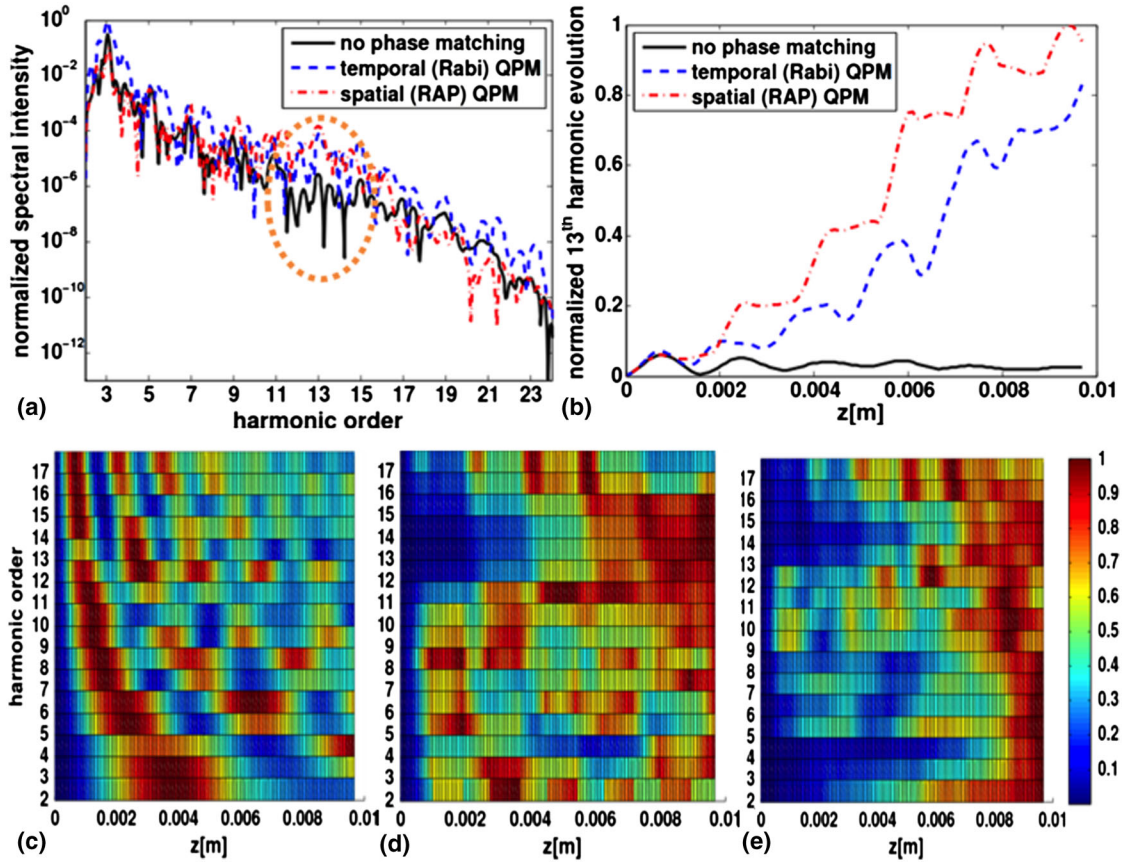 10⁰
10⁻²
10⁻⁴
10⁻⁶
10⁻⁸
10⁻¹⁰
10⁻¹²
normalized spectral intensity
no phase matching
temporal (Rabi) QPM
spatial (RAP) QPM
3 5 7 9 11 13 15 17 19 21 23
harmonic order
(a)
1
0.8
0.6
0.4
0.2
0
normalized 13th harmonic evolution
no phase matching
temporal (Rabi) QPM
spatial (RAP) QPM
0 0.002 0.004 0.006 0.008 0.01
z[m]
(b)
harmonic order
17
16
15
14
13
12
11
10
9
8
7
6
5
4
3
2
0 0.002 0.004 0.006 0.008 0.01
z[m]
(c)
17
16
15
14
13
12
11
10
9
8
7
6
5
4
3
2
0 0.002 0.004 0.006 0.008
z[m]
(d)
17
16
15
14
13
12
11
10
9
8
7
6
5
4
3
2
0 0.002 0.004 0.006 0.008 0.01
z[m]
(e)
1
0.9
0.8
0.7
0.6
0.5
0.4
0.3
0.2
0.1